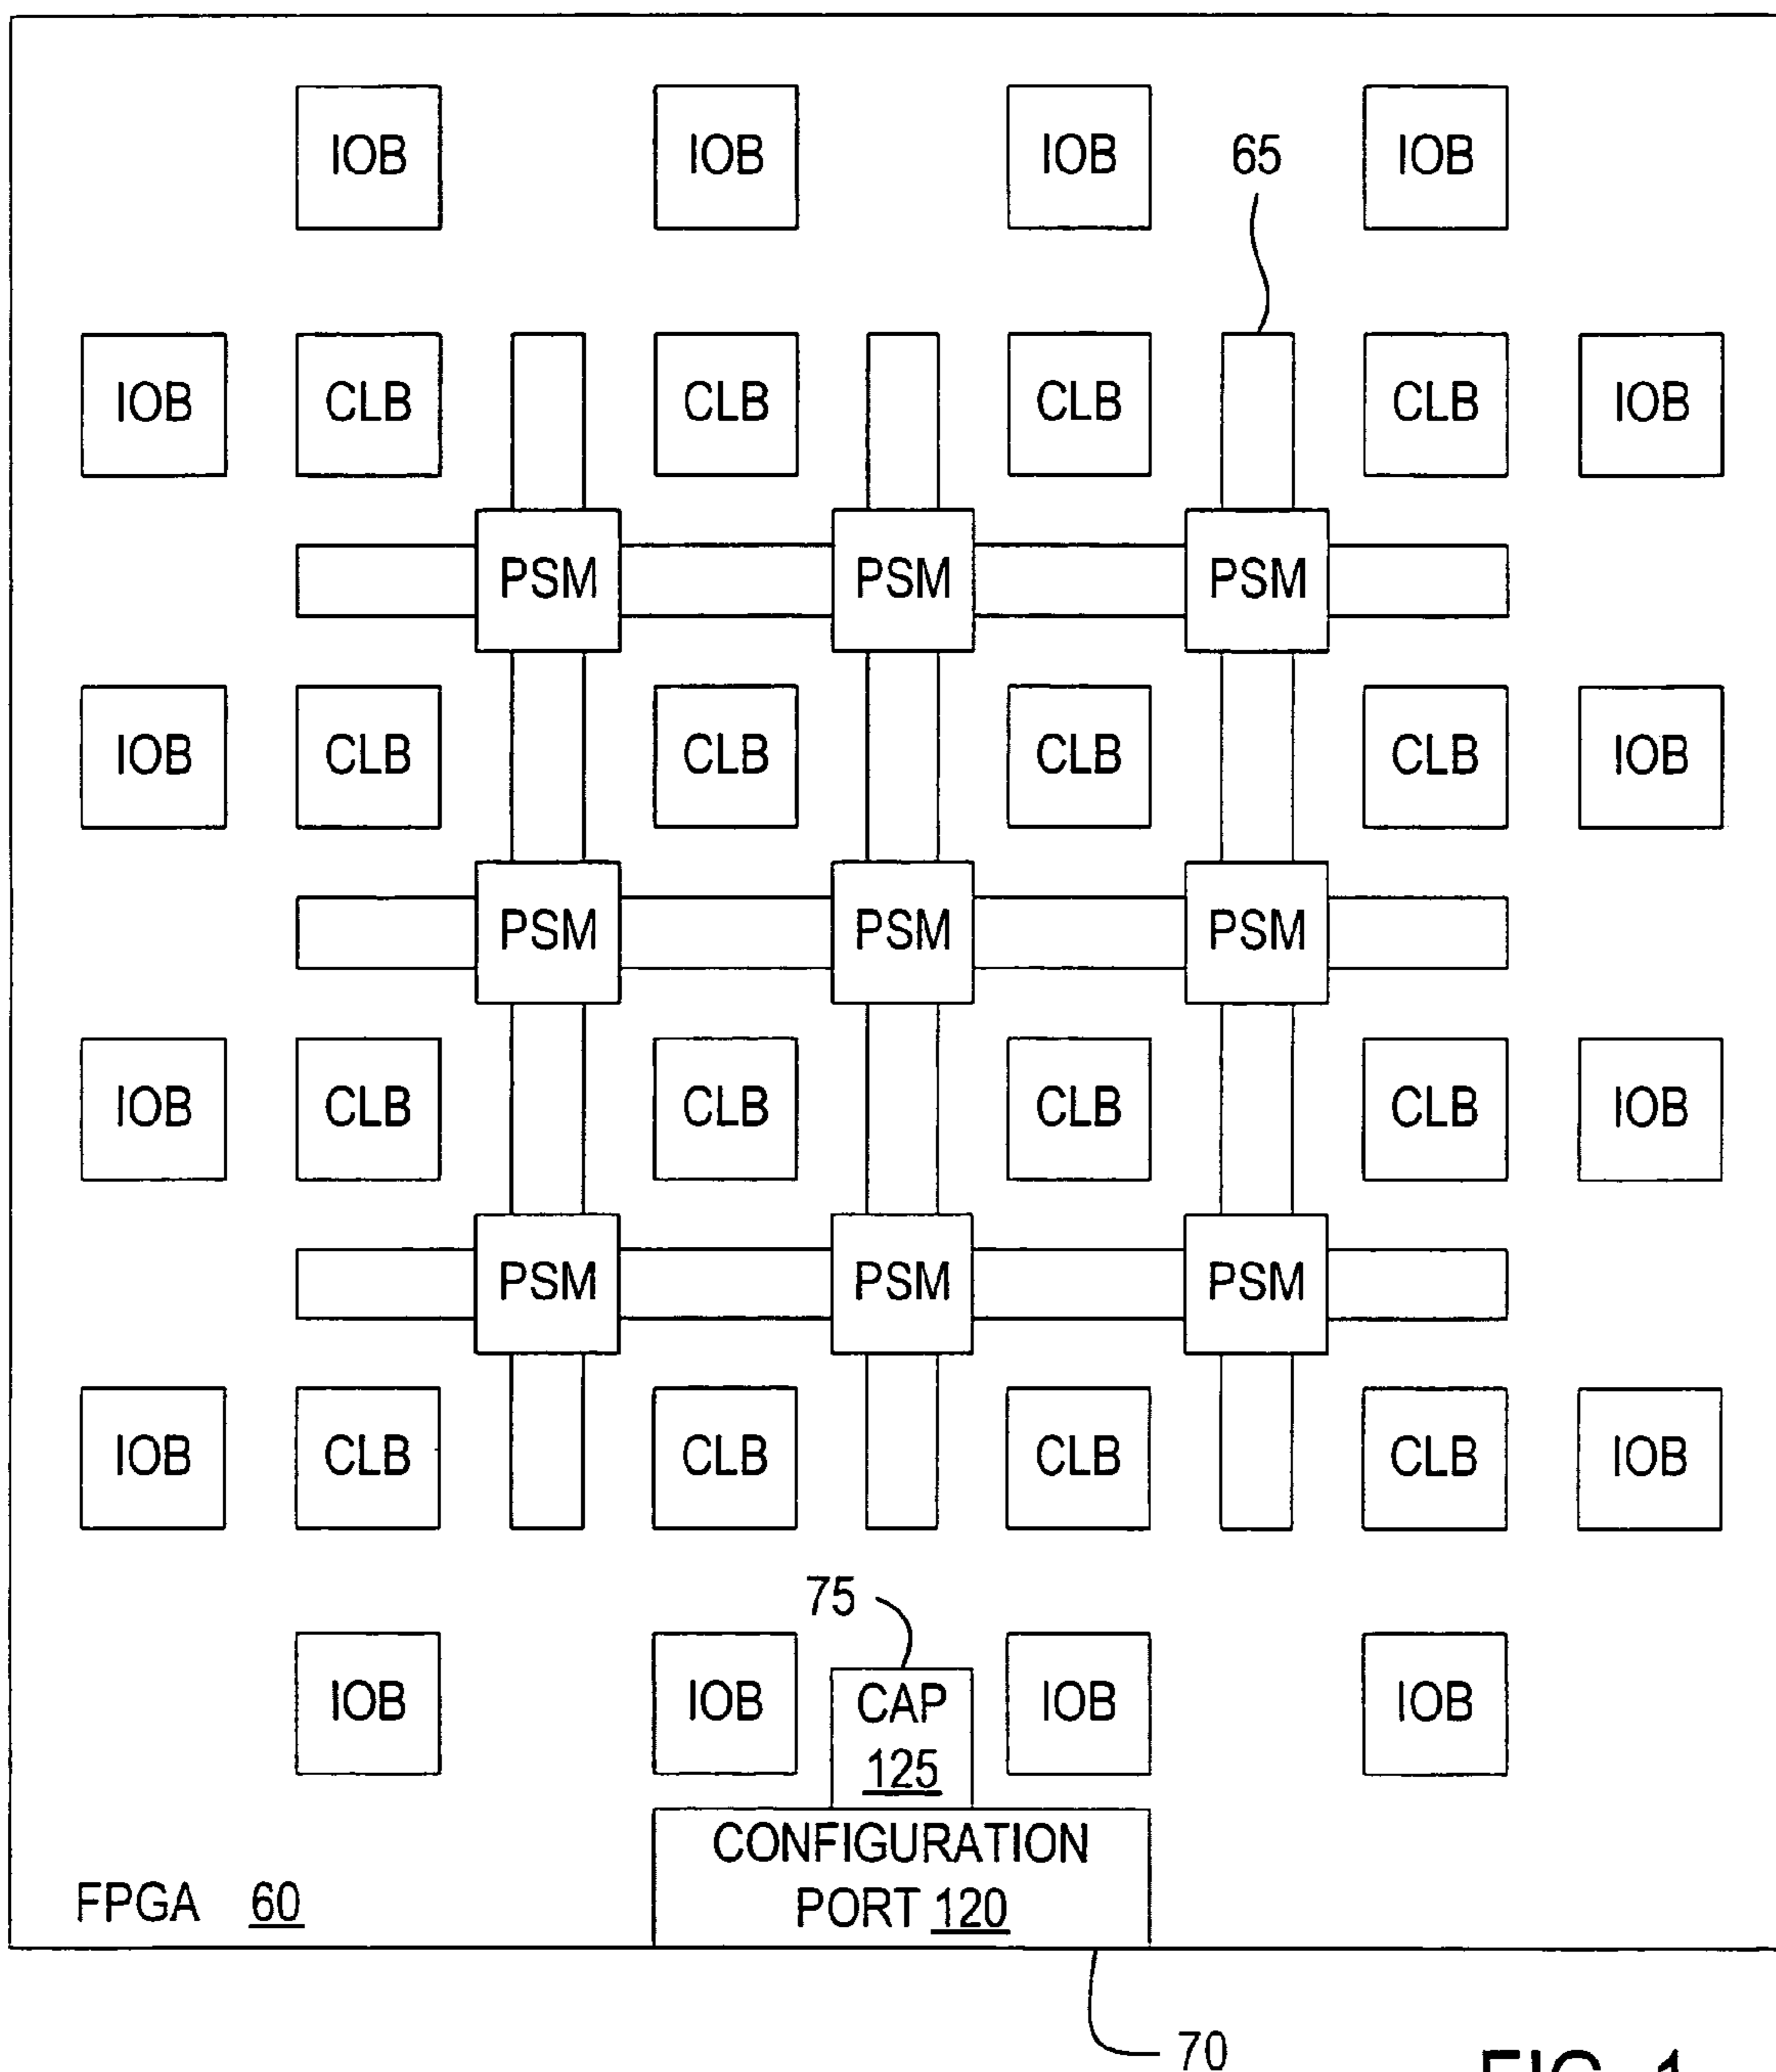 IOB IOB IOB 65 IOB
IOB CLB CLB CLB CLB IOB
PSM PSM PSM
IOB CLB CLB CLB CLB IOB
PSM PSM PSM
IOB CLB CLB CLB CLB IOB
PSM PSM PSM
IOB CLB CLB CLB CLB IOB
75
IOB IOB CAP IOB IOB
125
CONFIGURATION
FPGA 60 PORT 120
70
FIG. 1